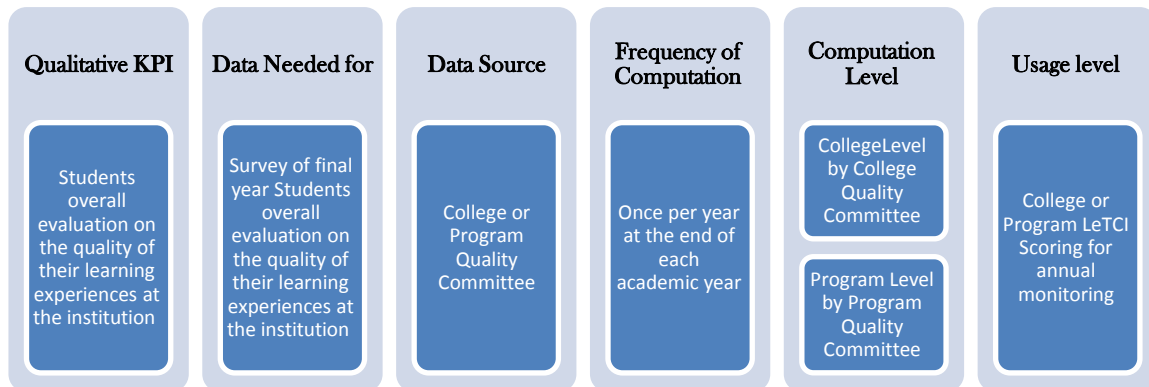 Qualitative KPI
Students
overall
evaluation on
the quality of
their learning
experiences at
the institution
Data Needed for
Survey of final
year Students
overall
evaluation on
the quality of
their learning
experiences at
the institution
Data Source
College or
Program
Quality
Committee
Frequency of
Computation
Once per year
at the end of
each
academic year
Computation
Level
CollegeLevel
by College
Quality
Committee
Program Level
by Program
Quality
Committee
Usage level
College or
Program LeTCI
Scoring for
annual
monitoring